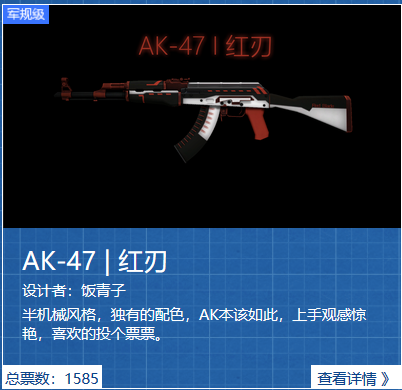 军规级
AK-47 | 红刃
AK-47 | 红刃
设计者：饭青子
半机械风格，独有的配色，AK本该如此，上手观感惊
艳，喜欢的投个票票。
总票数：1585
查看详情 》